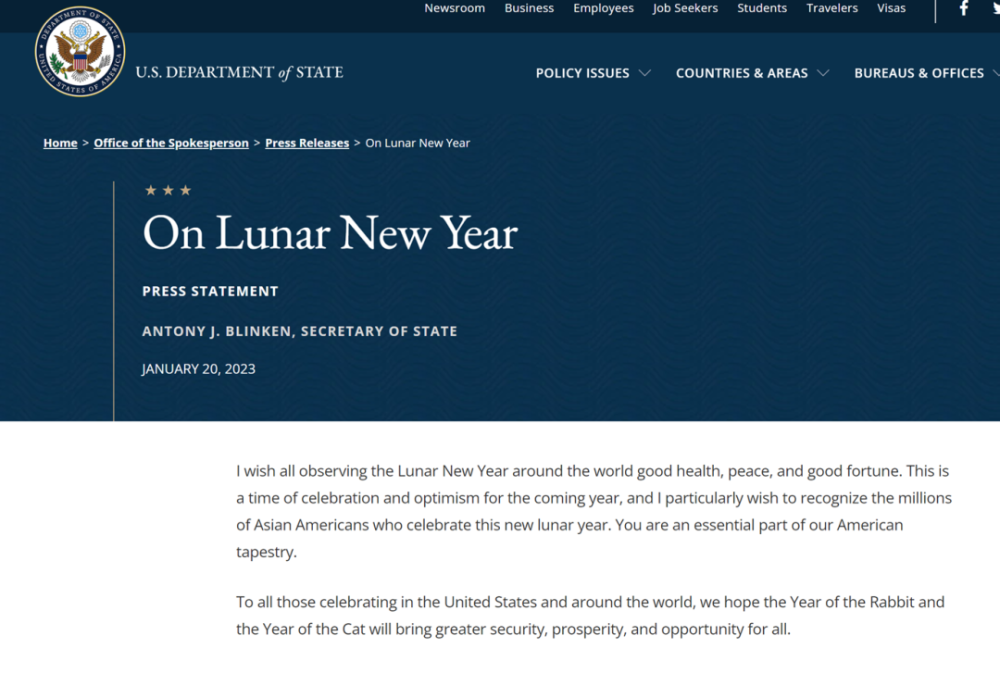 Newsroom Business Employees Job Seekers Students Travelers Visas
DEPARTMENT OF STATE
UNITED STATES OF AMERICA
U.S. DEPARTMENT of STATE
POLICY ISSUES COUNTRIES & AREAS BUREAUS & OFFICES
Home > Office of the Spokesperson > Press Releases > On Lunar New Year
On Lunar New Year
PRESS STATEMENT
ANTONY J. BLINKEN, SECRETARY OF STATE
JANUARY 20, 2023
I wish all observing the Lunar New Year around the world good health, peace, and good fortune. This is
a time of celebration and optimism for the coming year, and I particularly wish to recognize the millions
of Asian Americans who celebrate this new lunar year. You are an essential part of our American
tapestry.
To all those celebrating in the United States and around the world, we hope the Year of the Rabbit and
the Year of the Cat will bring greater security, prosperity, and opportunity for all.